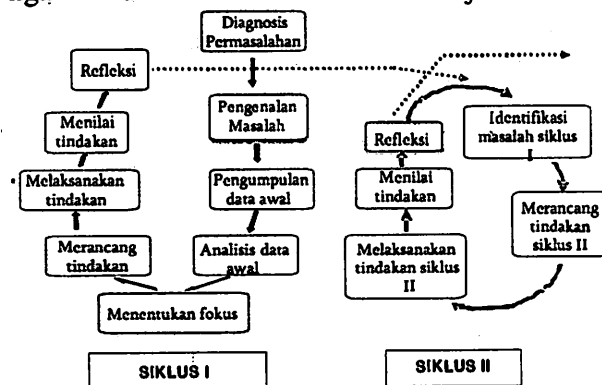 Diagnosis
Permasalahan
Refleksi
Pengenalan
Masalah
Menilai
tindakan
Melaksanakan
tindakan
Pengumpulan
data awal
Merancang
tindakan
Analisis data
awal
Menentukan fokus
SIKLUS I
Identifikasi
masalah siklus
I
Refleksi
Menilai
tindakan
Merancang
tindakan
siklus II
Melaksanakan
tindakan siklus
II
SIKLUS II